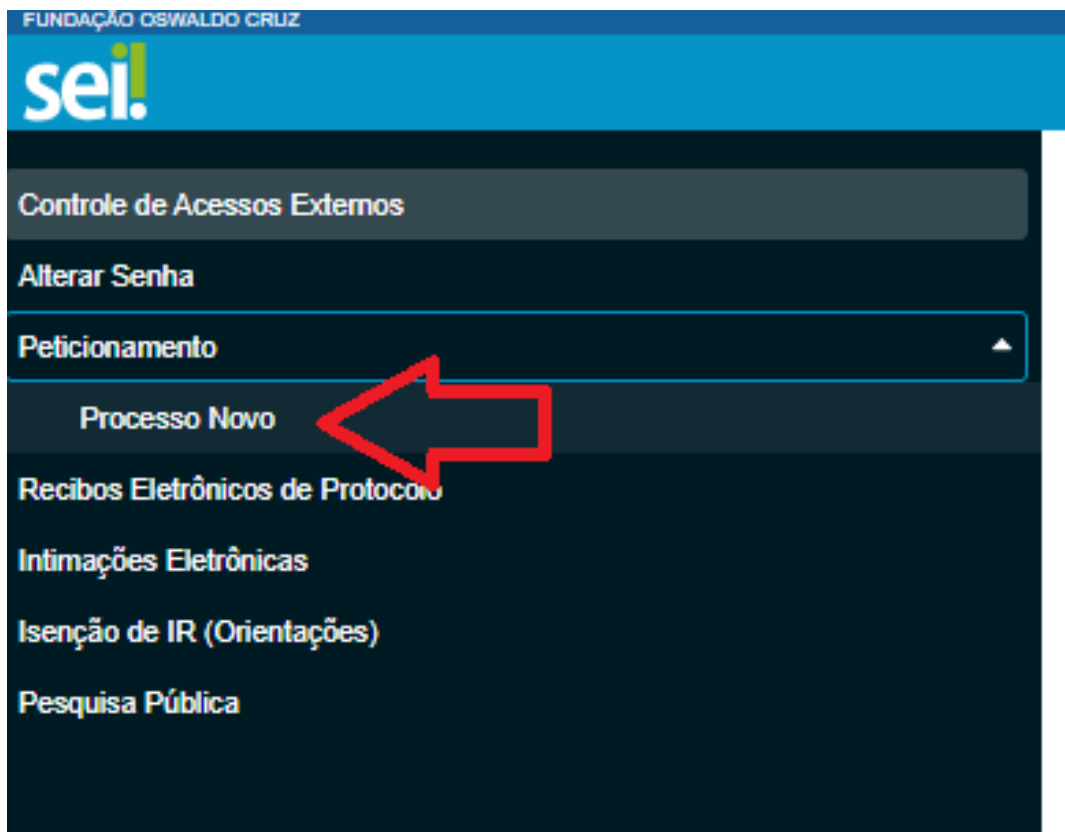 FUNDAÇÃO OSWALDO CRUZ
sei!
Controle de Acessos Externos
Alterar Senha
Peticionamento
Processo Novo
Recibos Eletrônicos de Protocolo
Intimações Eletrônicas
Isenção de IR (Orientações)
Pesquisa Pública